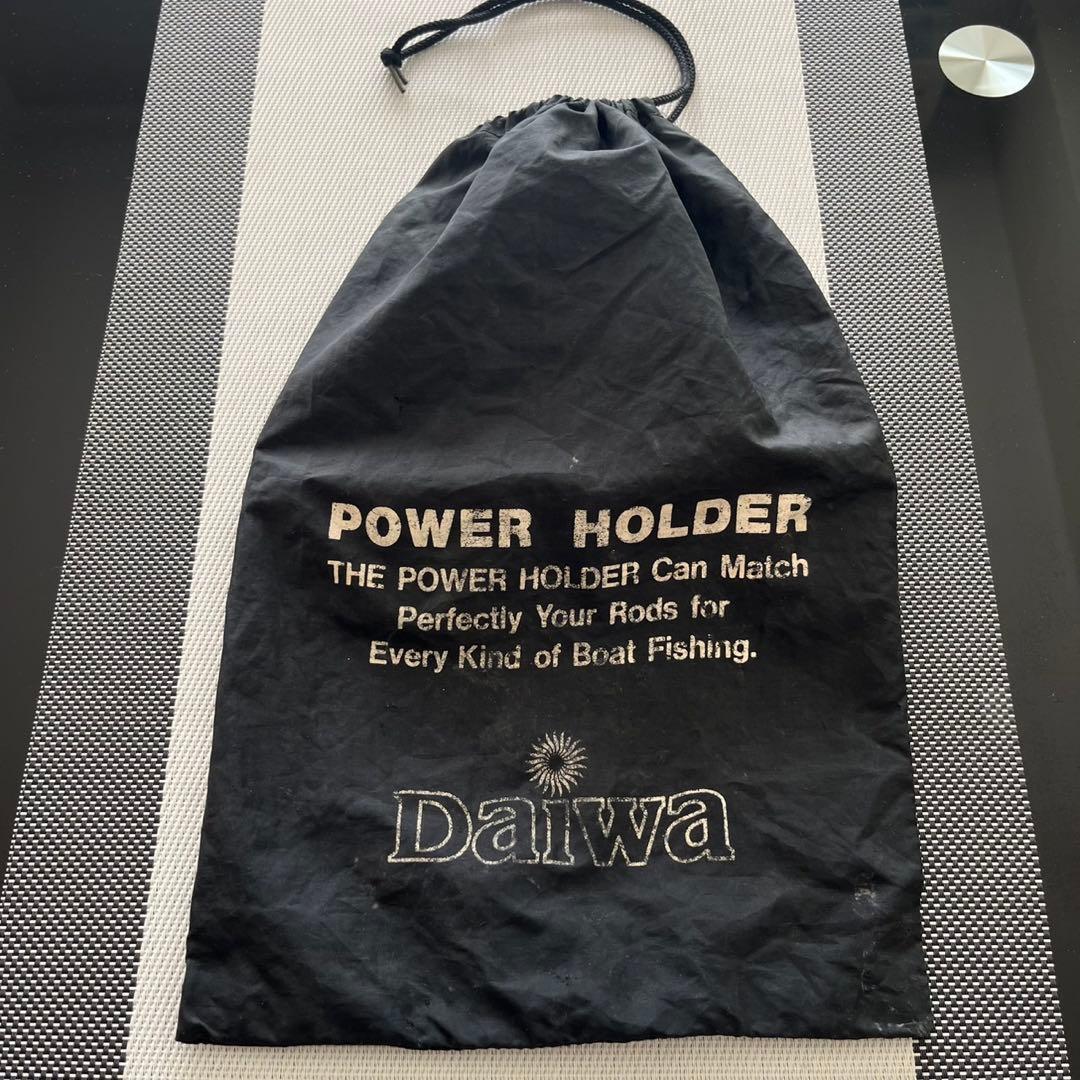 POWER HOLDER
THE POWER HOLDER Can Match
Perfectly Your Rods for
Every Kind of Boat Fishing.
Daiwa